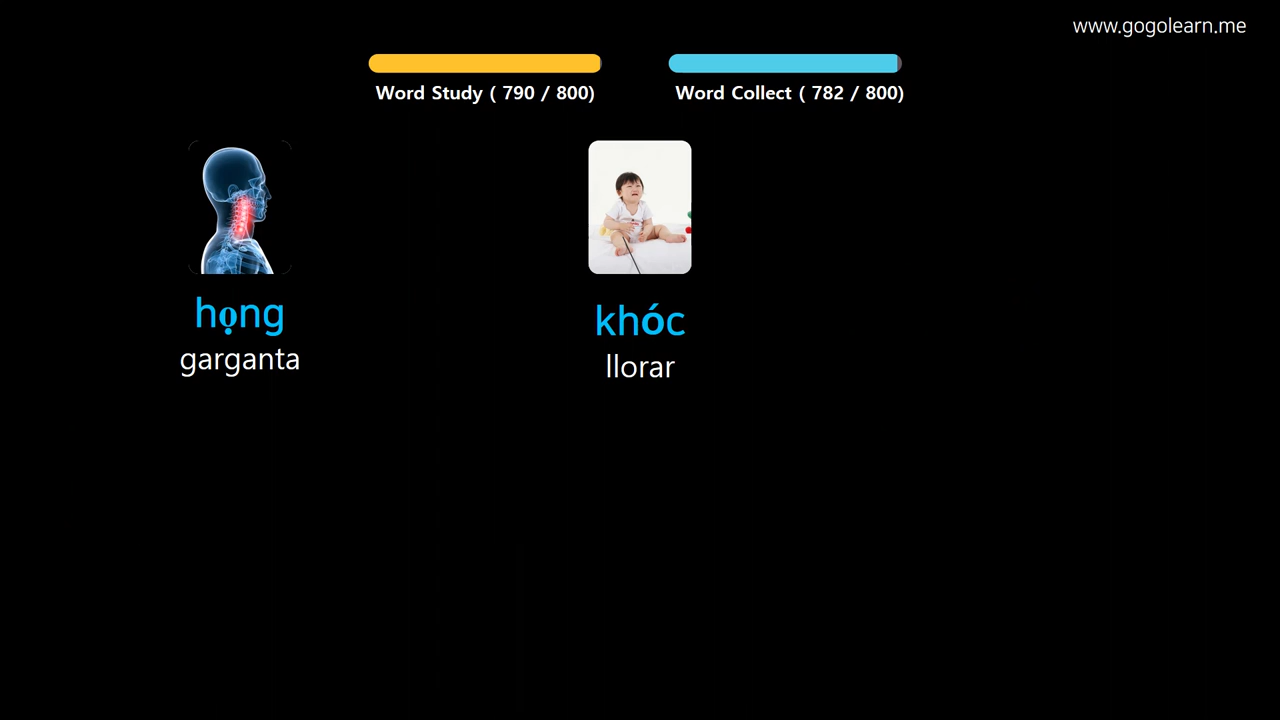 www.gogolearn.me
Word Study ( 790 / 800)
Word Collect ( 782 / 800)
họng
garganta
khóc
llorar